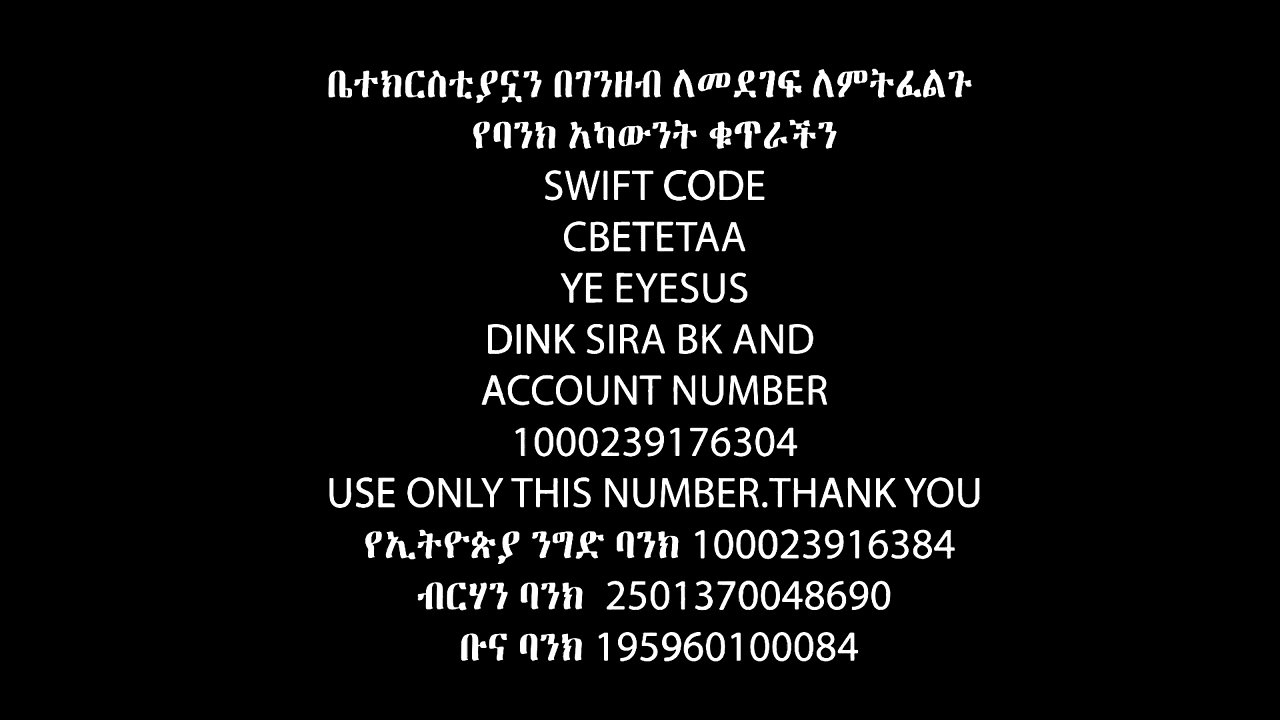 ቤተክርስቲያኗን በገንዘብ ለመደገፍ ለምትፈልጉ
የባንክ አካውንት ቁጥራችን
SWIFT CODE
CBETETAA
YE EYESUS
DINK SIRA BK AND
ACCOUNT NUMBER
1000239176304
USE ONLY THIS NUMBER.THANK YOU
የኢትዮጵያ ንግድ ባንክ 100023916384
ብርሃን ባንክ 2501370048690
ቡና ባንክ 195960100084